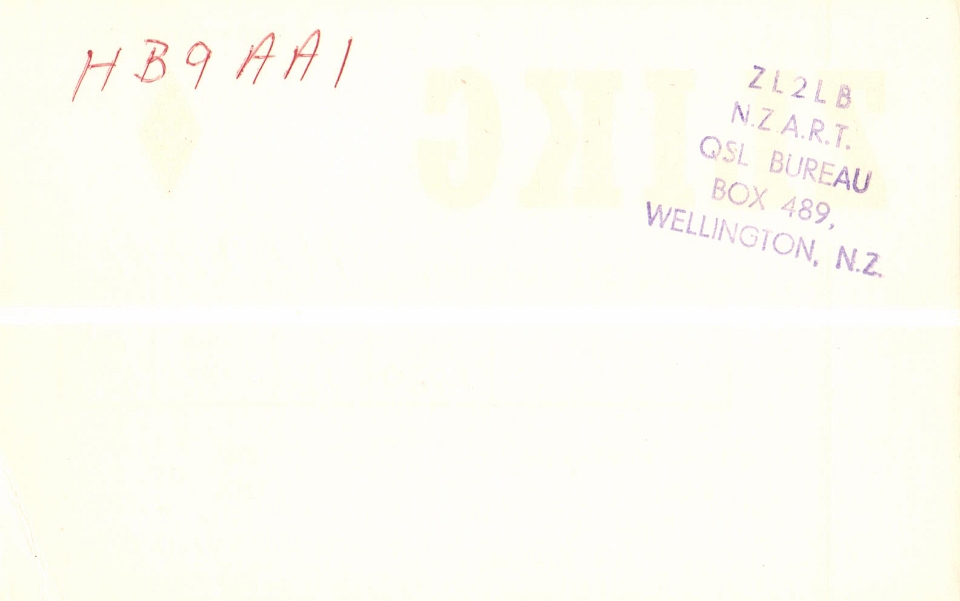 HB9AAI
ZL2LB
N.Z.A.R.T.
QSL BUREAU
BOX 489,
WELLINGTON, N.Z.